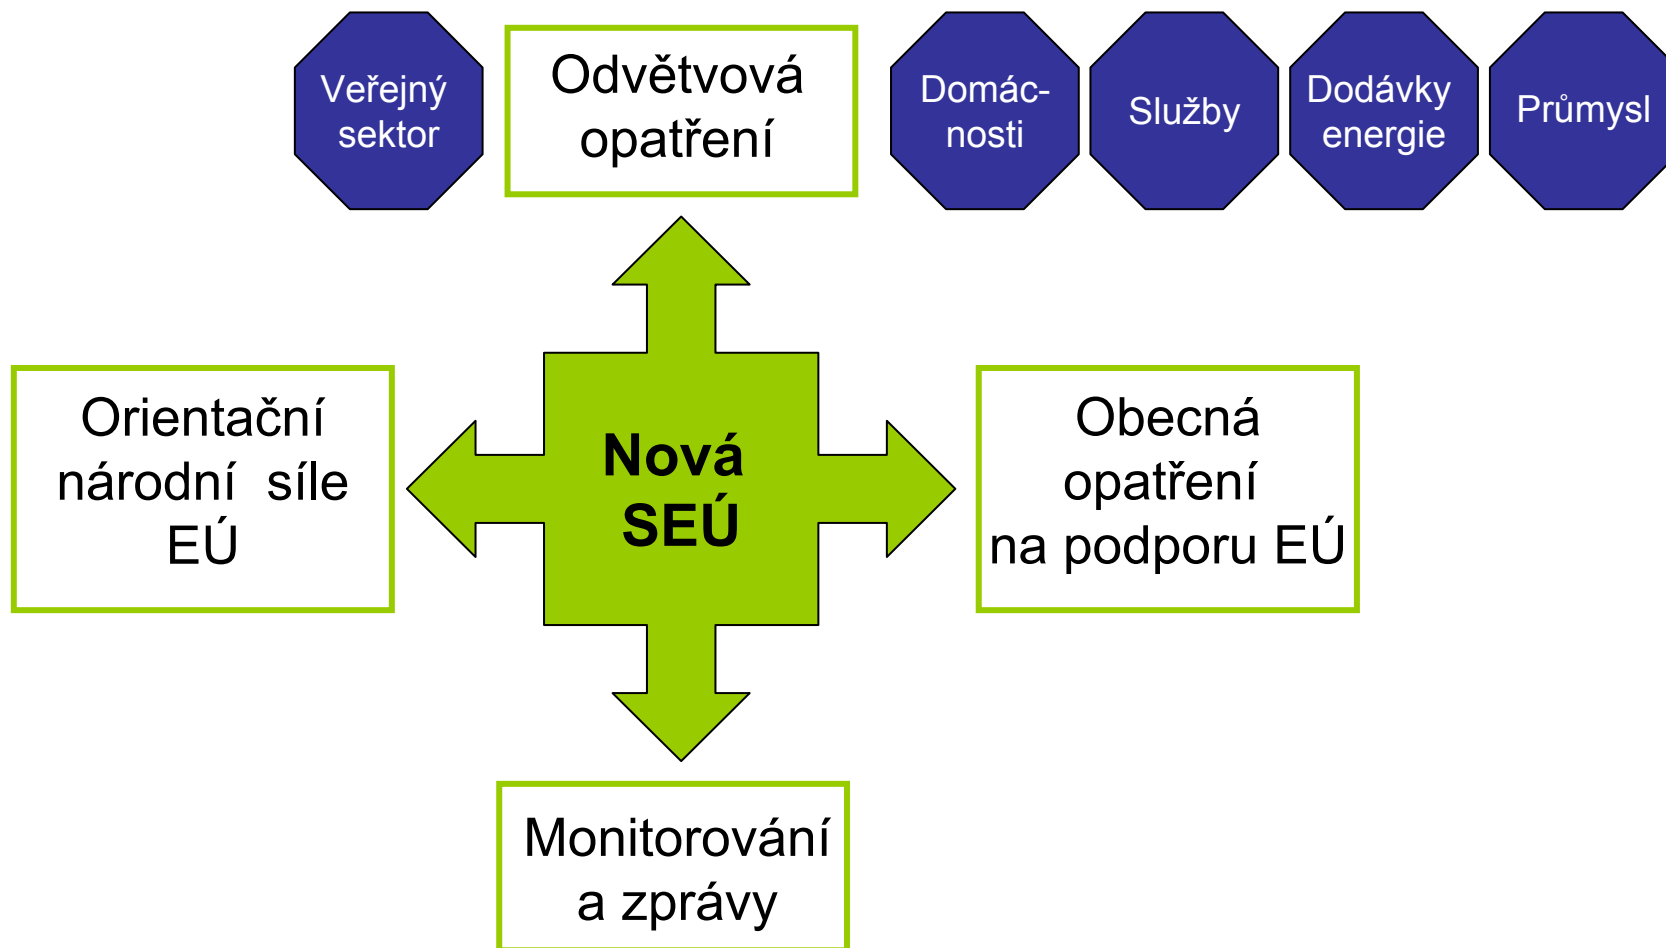 Veřejný
sektor
Odvětvová
opatření
Domác-
nosti
Služby
Dodávky
energie
Průmysl
Orientační
národní síle
EÚ
Nová
SEÚ
Obecná
opatření
na podporu EÚ
Monitorování
a zprávy